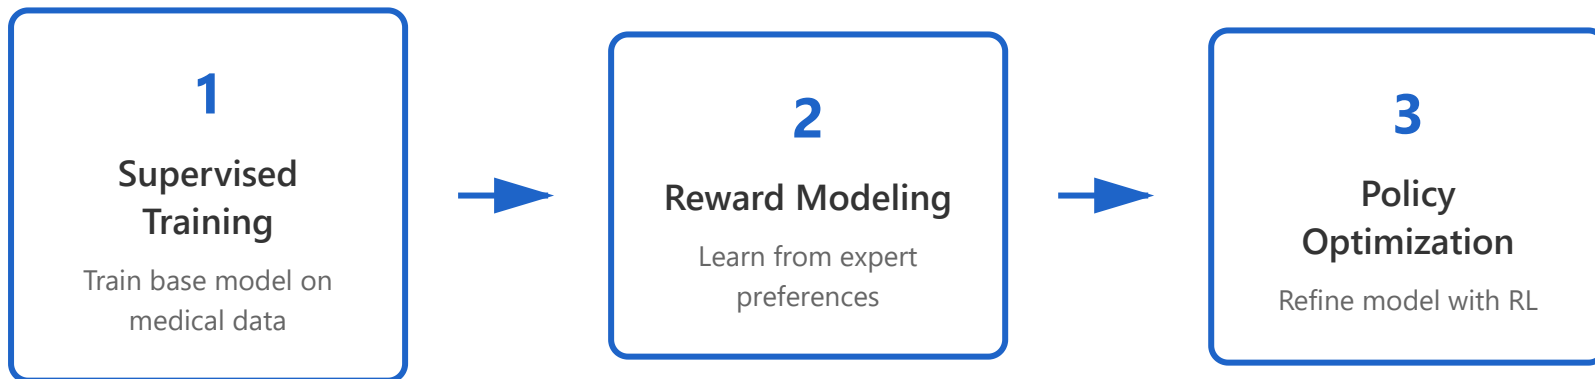 1
Supervised
Training
Train base model on
medical data
2
Reward Modeling
Learn from expert
preferences
3
Policy
Optimization
Refine model with RL